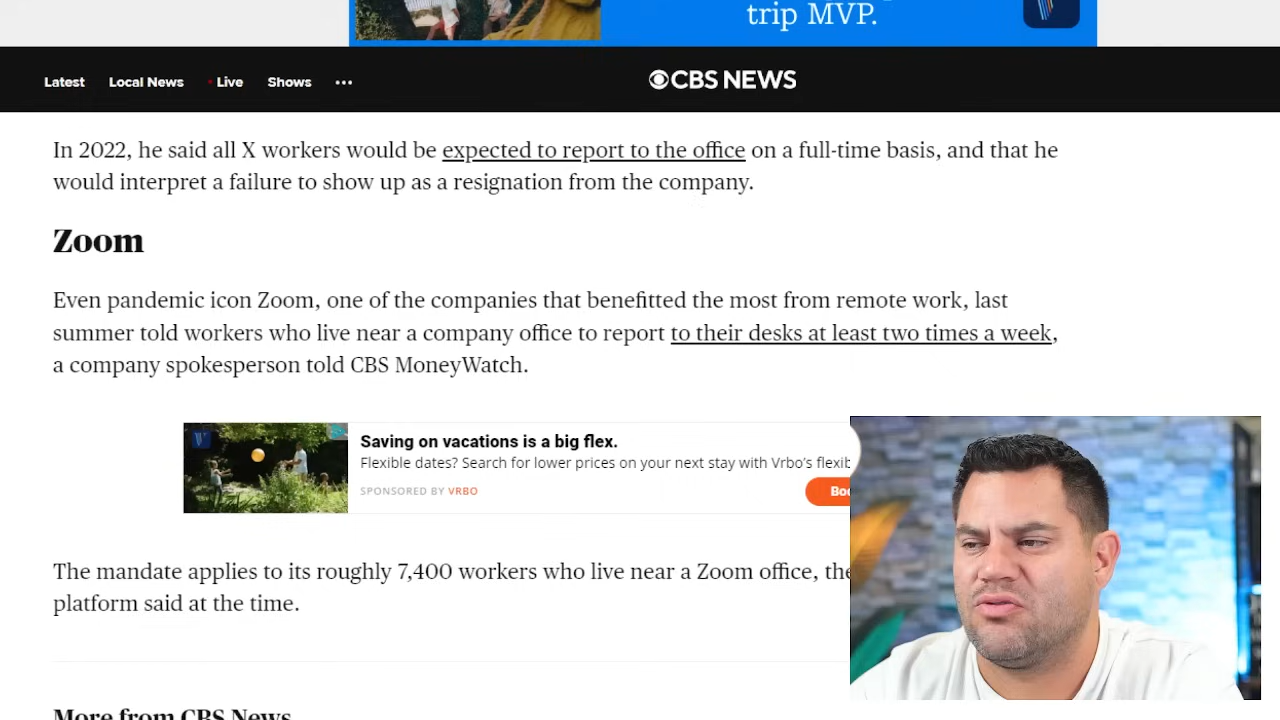 trip MVP.
Latest Local News Live Shows ... CBS NEWS
In 2022, he said all X workers would be expected to report to the office on a full-time basis, and that he
would interpret a failure to show up as a resignation from the company.
Zoom
Even pandemic icon Zoom, one of the companies that benefitted the most from remote work, last
summer told workers who live near a company office to report to their desks at least two times a week,
a company spokesperson told CBS MoneyWatch.
Saving on vacations is a big flex.
Flexible dates? Search for lower prices on your next stay with Vrbo's
SPONSORED BY VRBO
The mandate applies to its roughly 7,400 workers who live near a Zoom office,
platform said at the time.
More from CBS News